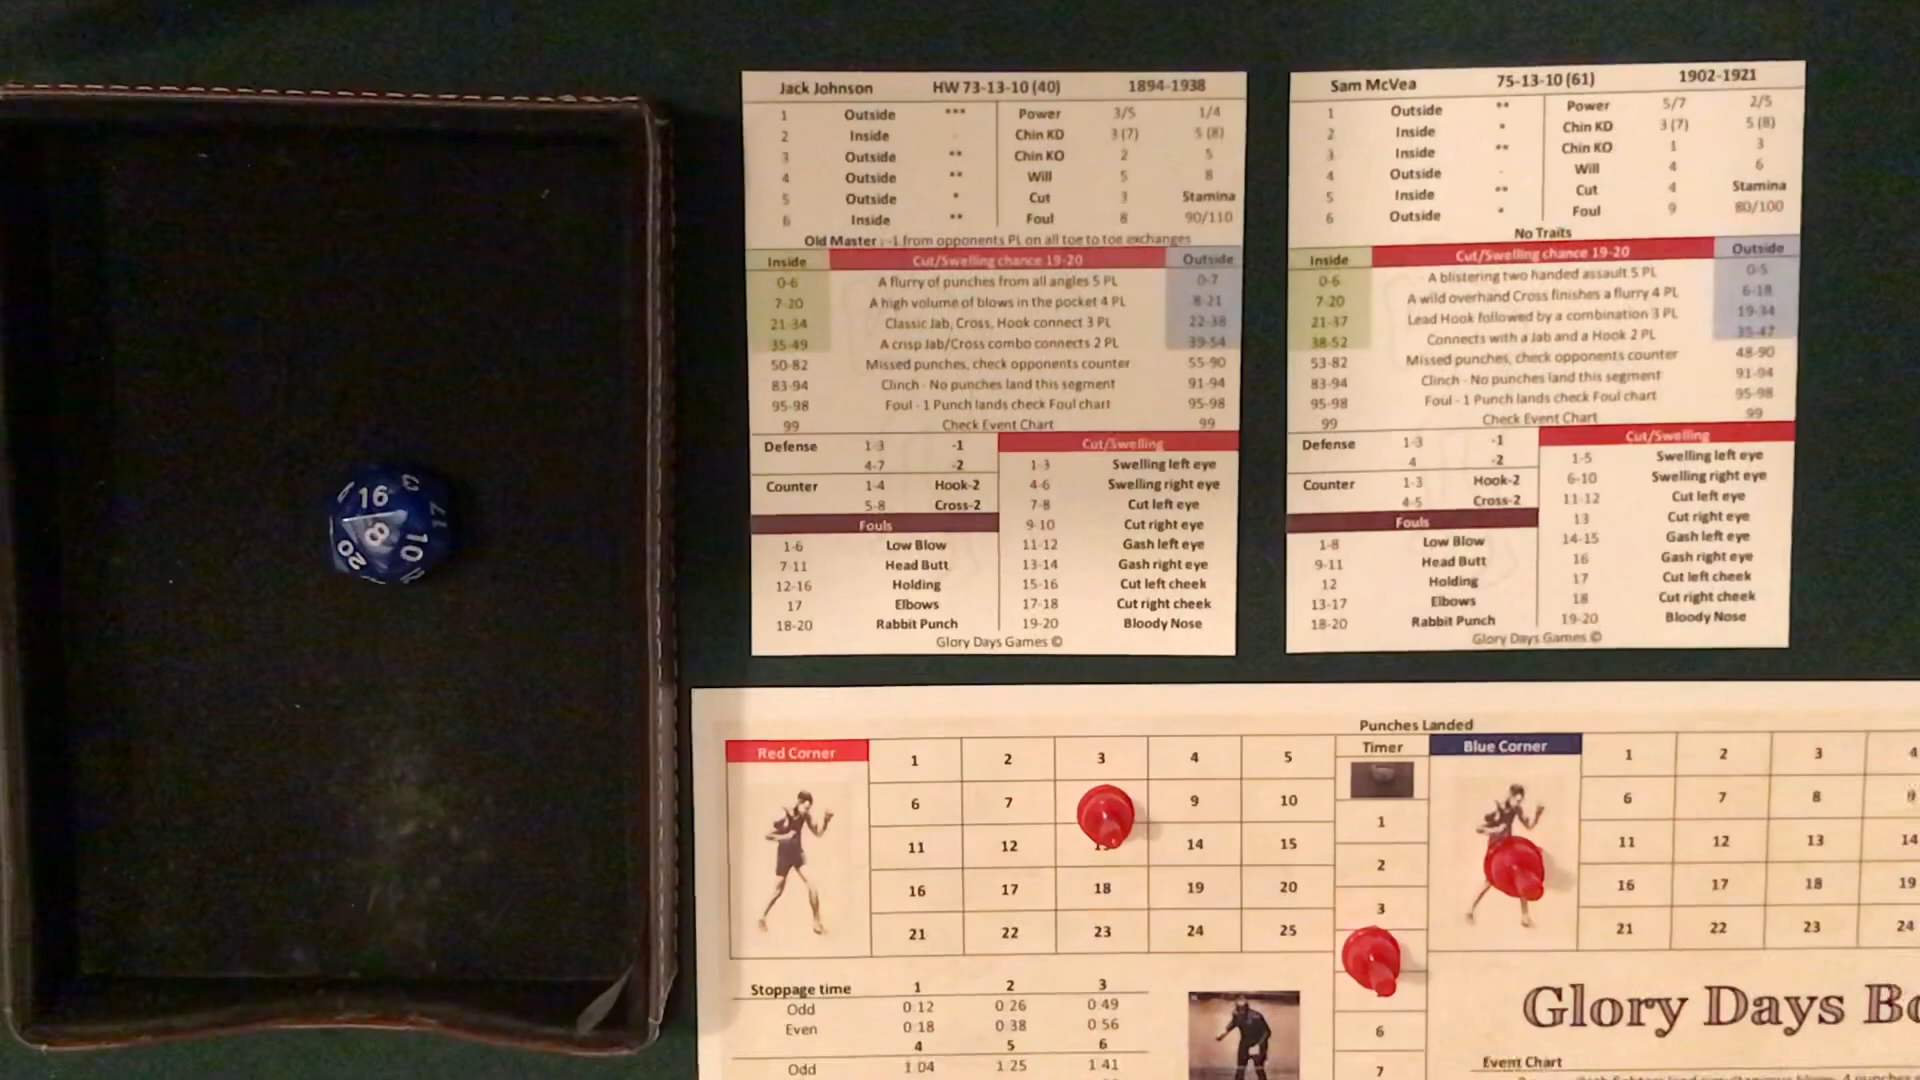 Jack Johnson HW 73-13-10 (40) 1894-1938
1 Outside *** Power 3/5 1/4
2 Inside - Chin KD 3 (7) 5 (8)
3 Outside ** Chin KO 2 5
4 Outside ** Will 5 8
5 Outside * Cut 3 Stamina
6 Inside ** Foul 8 90/110
Old Master : -1 from opponents PL on all toe to toe exchanges
Inside Cut/Swelling chance 19-20 Outside
0-6 A flurry of punches from all angles 5 PL 0-7
7-20 A high volume of blows in the pocket 4 PL 8-21
21-34 Classic Jab, Cross, Hook connect 3 PL 22-38
35-49 A crisp Jab/Cross combo connects 2 PL 39-54
50-82 Missed punches, check opponents counter 55-90
83-94 Clinch - No punches land this segment 91-94
95-98 Foul - 1 Punch lands check Foul chart 95-98
99 Check Event Chart 99
Defense 1-3 -1 Cut/Swelling
4-7 -2 1-3 Swelling left eye
Counter 1-4 Hook-2 4-6 Swelling right eye
5-8 Cross-2 7-8 Cut left eye
Fouls 9-10 Cut right eye
1-6 Low Blow 11-12 Gash left eye
7-11 Head Butt 13-14 Gash right eye
12-16 Holding 15-16 Cut left cheek
17 Elbows 17-18 Cut right cheek
18-20 Rabbit Punch 19-20 Bloody Nose
Glory Days Games ©
Sam McVea 75-13-10 (61) 1902-1921
1 Outside ** Power 5/7 2/5
2 Inside * Chin KD 3 (7) 5 (8)
3 Inside ** Chin KO 1 3
4 Outside - Will 4 6
5 Inside ** Cut 4 Stamina
6 Outside * Foul 9 80/100
No Traits
Inside Cut/Swelling chance 19-20 Outside
0-6 A blistering two handed assault 5 PL 0-5
7-20 A wild overhand Cross finishes a flurry 4 PL 6-18
21-37 Lead Hook followed by a combination 3 PL 19-34
38-52 Connects with a Jab and a Hook 2 PL 35-47
53-82 Missed punches, check opponents counter 48-90
83-94 Clinch - No punches land this segment 91-94
95-98 Foul - 1 Punch lands check Foul chart 95-98
99 Check Event Chart 99
Defense 1-3 -1 Cut/Swelling
4 -2 1-5 Swelling left eye
Counter 1-3 Hook-2 6-10 Swelling right eye
4-5 Cross-2 11-12 Cut left eye
Fouls 13 Cut right eye
1-8 Low Blow 14-15 Gash left eye
9-11 Head Butt 16 Gash right eye
12 Holding 17 Cut left cheek
13-17 Elbows 18 Cut right cheek
18-20 Rabbit Punch 19-20 Bloody Nose
Glory Days Games ©
16
8
10
20
17
Punches Landed
Red Corner 1 2 3 4 5 Timer Blue Corner 1 2 3 4
6 7 9 10 1 6 7 8 9
11 12 13 14 15 2 11 12 13 14
16 17 18 19 20 3 16 17 18 19
21 22 23 24 25 21 22 23 24
Stoppage time 1 2 3
Odd 0 12 0 26 0 49
Even 0 18 0 38 0 56
4 5 6
Odd 1 04 1 25 1 41
6
7
Glory Days Bo
Event Chart